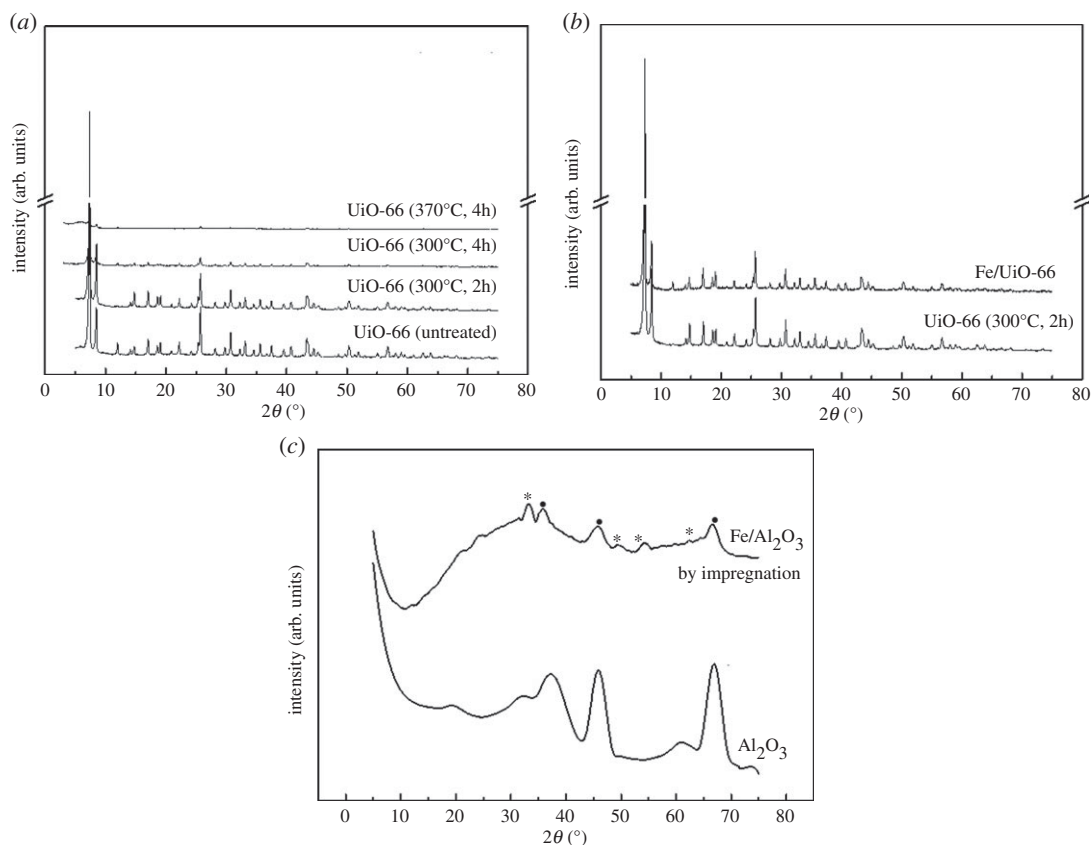 (a)
intensity (arb. units)
UiO-66 (370°C, 4h)
UiO-66 (300°C, 4h)
UiO-66 (300°C, 2h)
UiO-66 (untreated)
0 10 20 30 40 50 60 70 80
2θ (°)
(b)
intensity (arb. units)
Fe/UiO-66
UiO-66 (300°C, 2h)
0 10 20 30 40 50 60 70 80
2θ (°)
(c)
intensity (arb. units)
* • • * * * •
Fe/Al₂O₃
by impregnation
Al₂O₃
0 10 20 30 40 50 60 70 80
2θ (°)